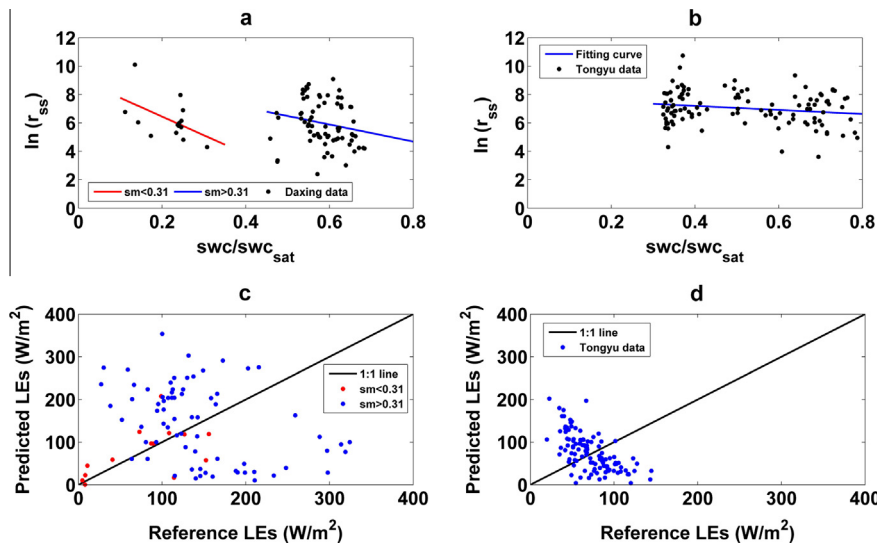 a
12
10
8
6
4
2
0
ln (rss)
sm<0.31
sm>0.31
Daxing data
0
0.2
0.4
0.6
0.8
swc/swcsat
b
12
10
8
6
4
2
0
ln (rss)
Fitting curve
Tongyu data
0
0.2
0.4
0.6
0.8
swc/swcsat
c
400
300
200
100
0
Predicted LEs (W/m2)
1:1 line
sm<0.31
sm>0.31
0
100
200
300
400
Reference LEs (W/m2)
d
400
300
200
100
0
Predicted LEs (W/m2)
1:1 line
Tongyu data
0
100
200
300
400
Reference LEs (W/m2)